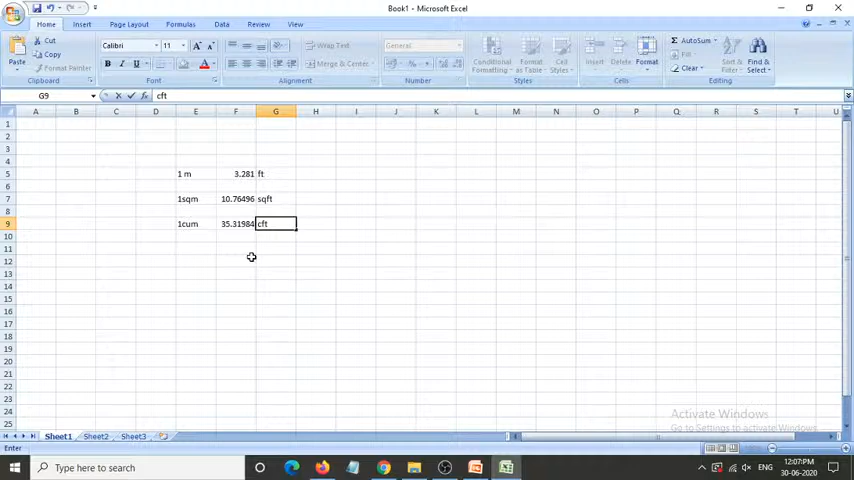 Book1 - Microsoft Excel
Home Insert Page Layout Formulas Data Review View
Paste Cut Copy Format Painter Clipboard
Calibri 11 B I U A A A Font
Wrap Text Merge & Center Alignment
General % , Number
Conditional Formatting Format as Table Cell Styles Styles
Insert Delete Format Cells
Σ AutoSum Fill Clear Sort & Filter Find & Select Editing
G9 fx cft
A B C D E F G H I J K L M N O P Q R S T U
1
2
3
4
5 1 m 3.281 ft
6
7 1sqm 10.76496 sqft
8
9 1cum 35.31984 cft
10
11
12
13
14
15
16
17
18
19
20
21
22
23
24
25
Activate Windows
Go to Settings to activate Windows.
Sheet1 Sheet2 Sheet3
Enter 100%
Type here to search
ENG 12:07PM
30-06-2020